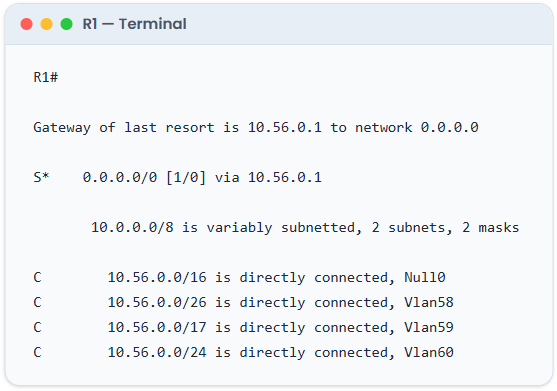 R1 — Terminal
R1#
Gateway of last resort is 10.56.0.1 to network 0.0.0.0
S*    0.0.0.0/0 [1/0] via 10.56.0.1
       10.0.0.0/8 is variably subnetted, 2 subnets, 2 masks
C        10.56.0.0/16 is directly connected, Null0
C        10.56.0.0/26 is directly connected, Vlan58
C        10.56.0.0/17 is directly connected, Vlan59
C        10.56.0.0/24 is directly connected, Vlan60